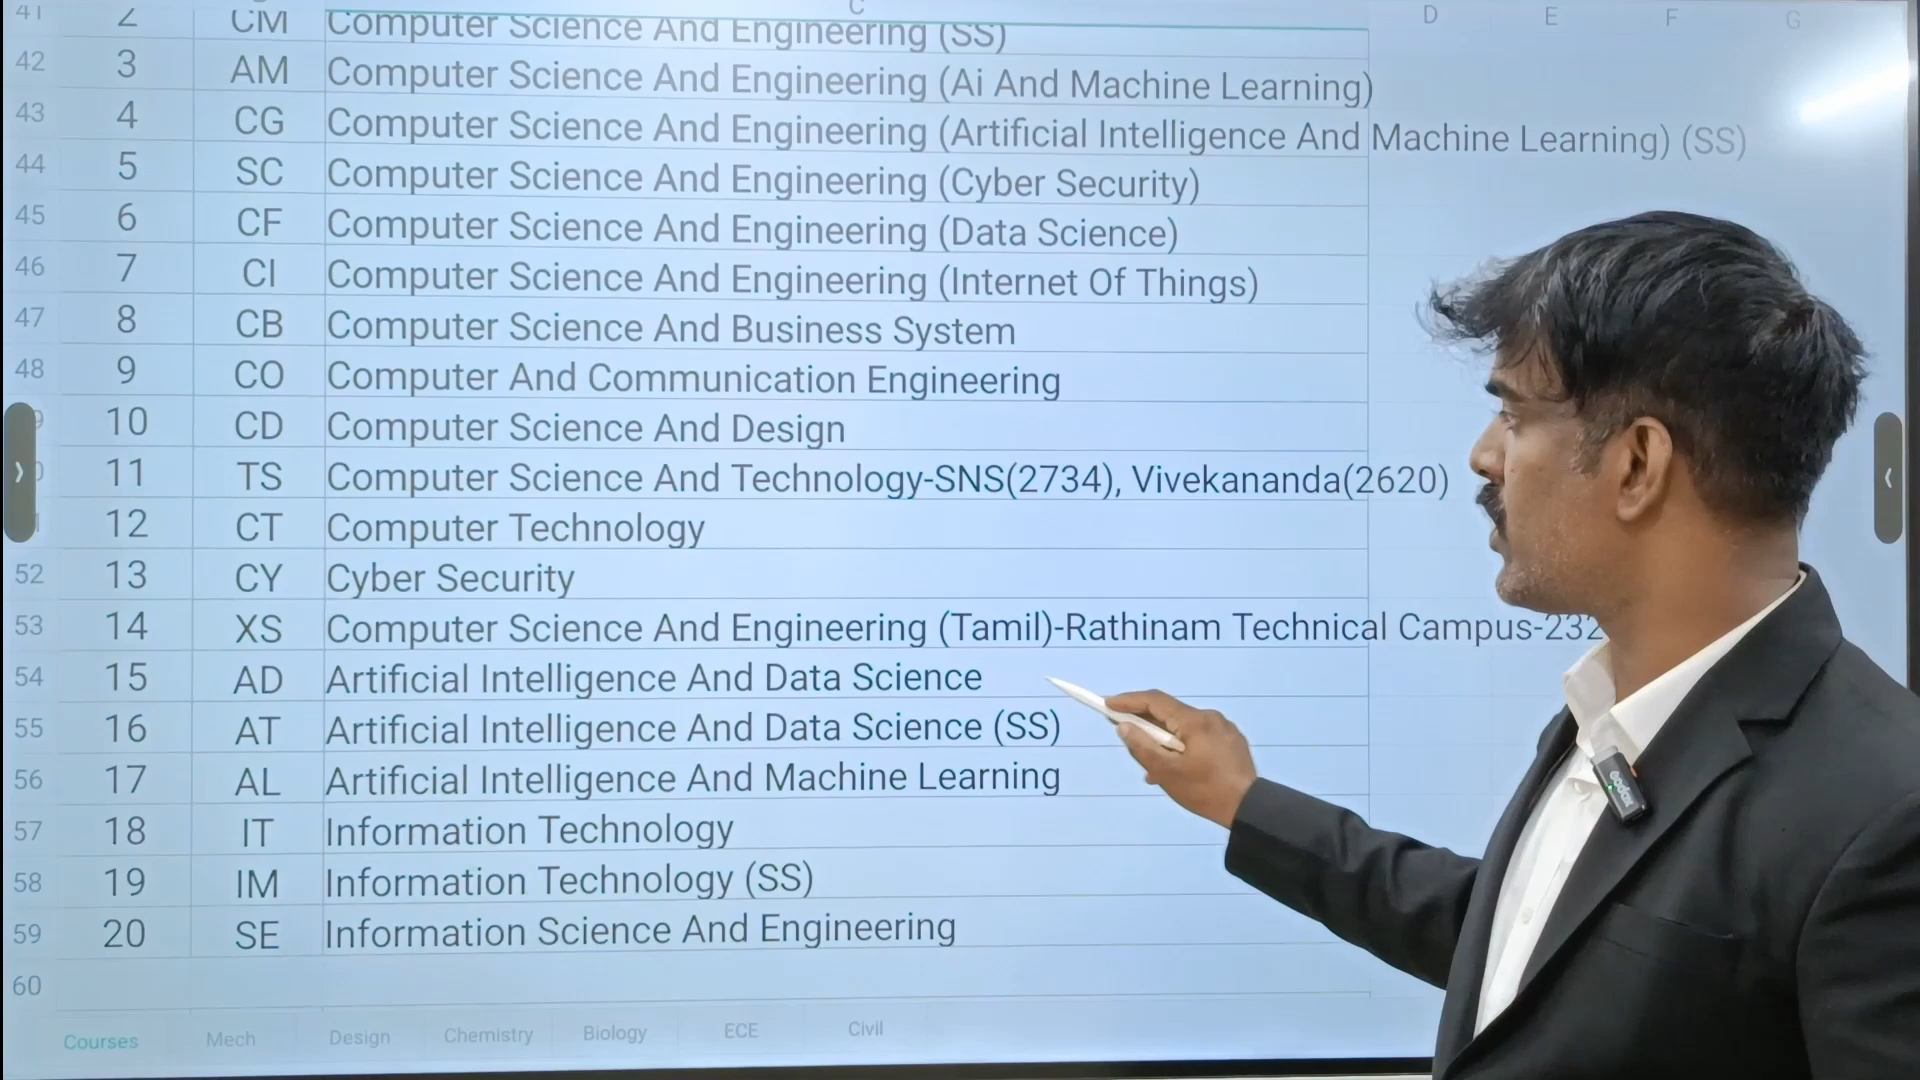 C D E F G
41 2 CM Computer Science And Engineering (SS)
42 3 AM Computer Science And Engineering (Ai And Machine Learning)
43 4 CG Computer Science And Engineering (Artificial Intelligence And Machine Learning) (SS)
44 5 SC Computer Science And Engineering (Cyber Security)
45 6 CF Computer Science And Engineering (Data Science)
46 7 CI Computer Science And Engineering (Internet Of Things)
47 8 CB Computer Science And Business System
48 9 CO Computer And Communication Engineering
10 CD Computer Science And Design
11 TS Computer Science And Technology-SNS(2734), Vivekananda(2620)
12 CT Computer Technology
52 13 CY Cyber Security
53 14 XS Computer Science And Engineering (Tamil)-Rathinam Technical Campus-232
54 15 AD Artificial Intelligence And Data Science
55 16 AT Artificial Intelligence And Data Science (SS)
56 17 AL Artificial Intelligence And Machine Learning
57 18 IT Information Technology
58 19 IM Information Technology (SS)
59 20 SE Information Science And Engineering
60
Courses Mech Design Chemistry Biology ECE Civil
Godox